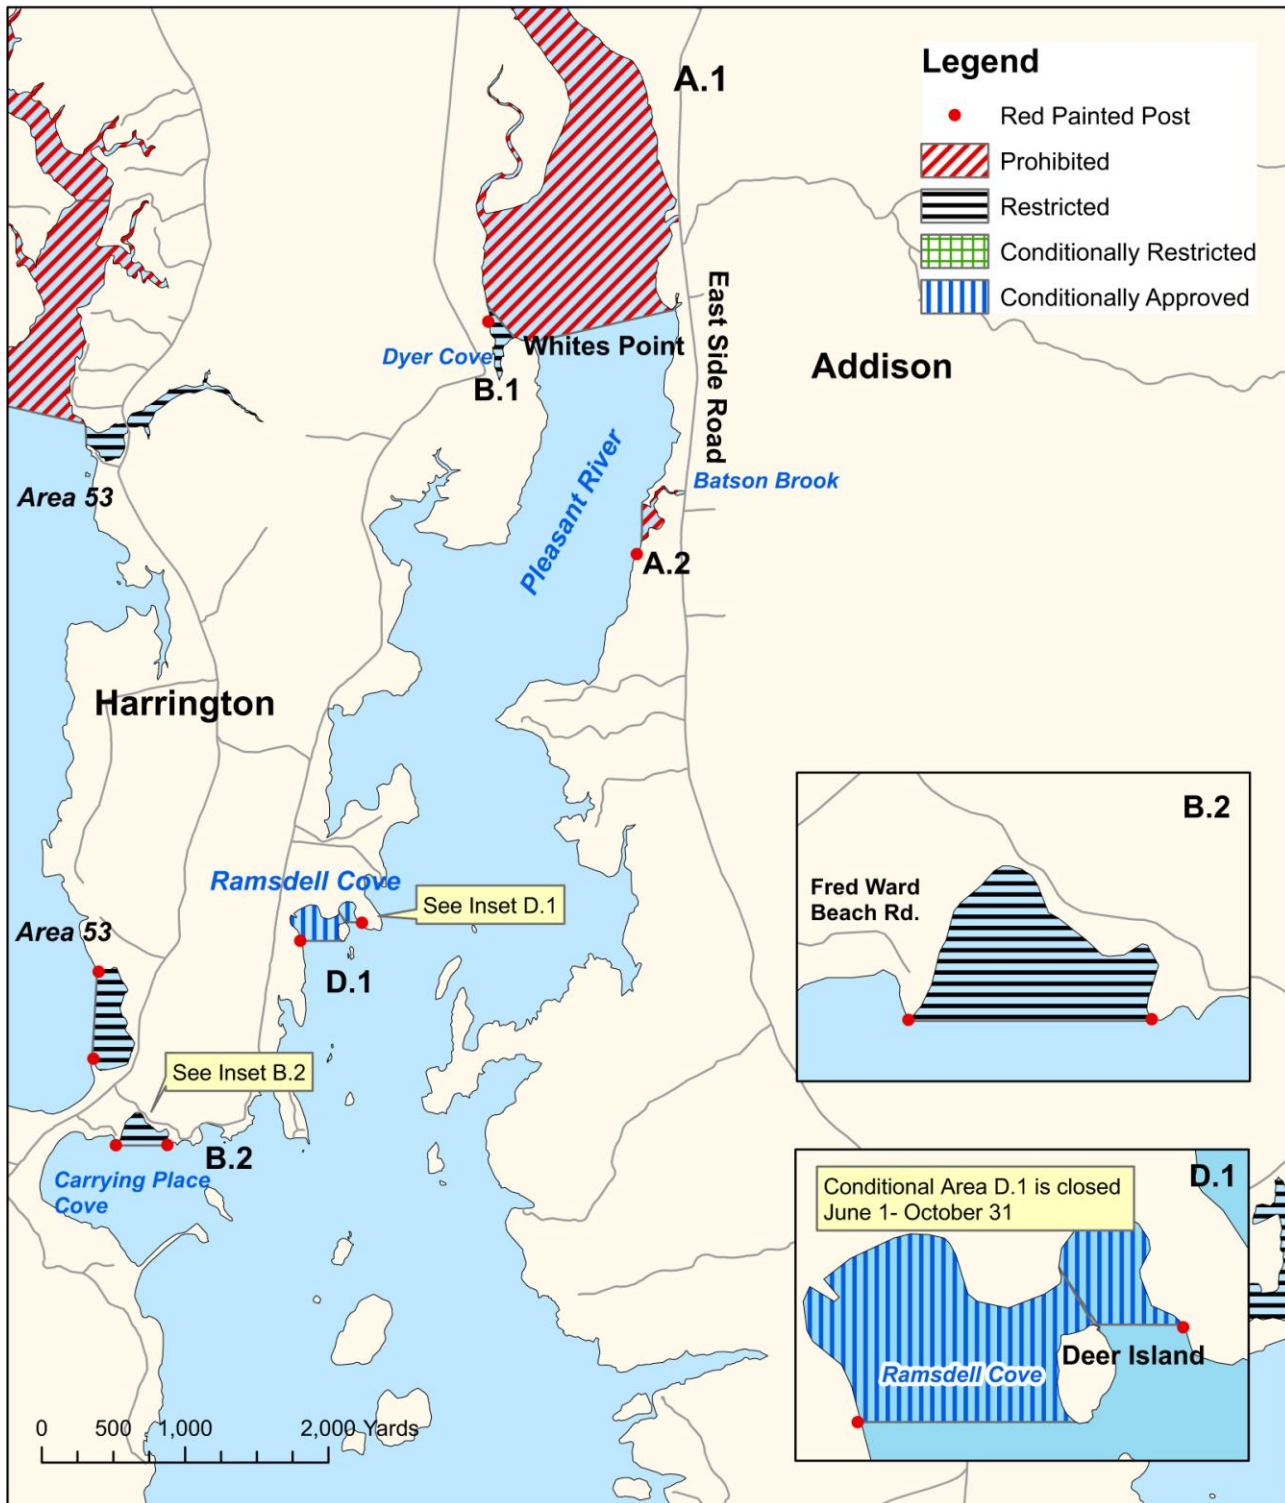 A.1
Legend
Red Painted Post
Prohibited
Restricted
Conditionally Restricted
Conditionally Approved
East Side Road
Dyer Cove
Whites Point
B.1
Addison
Pleasant River
Batson Brook
Area 53
A.2
Harrington
B.2
Fred Ward
Beach Rd.
Ramsdell Cove
See Inset D.1
Area 53
D.1
See Inset B.2
B.2
Carrying Place
Cove
D.1
Conditional Area D.1 is closed
June 1- October 31
Deer Island
Ramsdell Cove
0 500 1,000 2,000 Yards